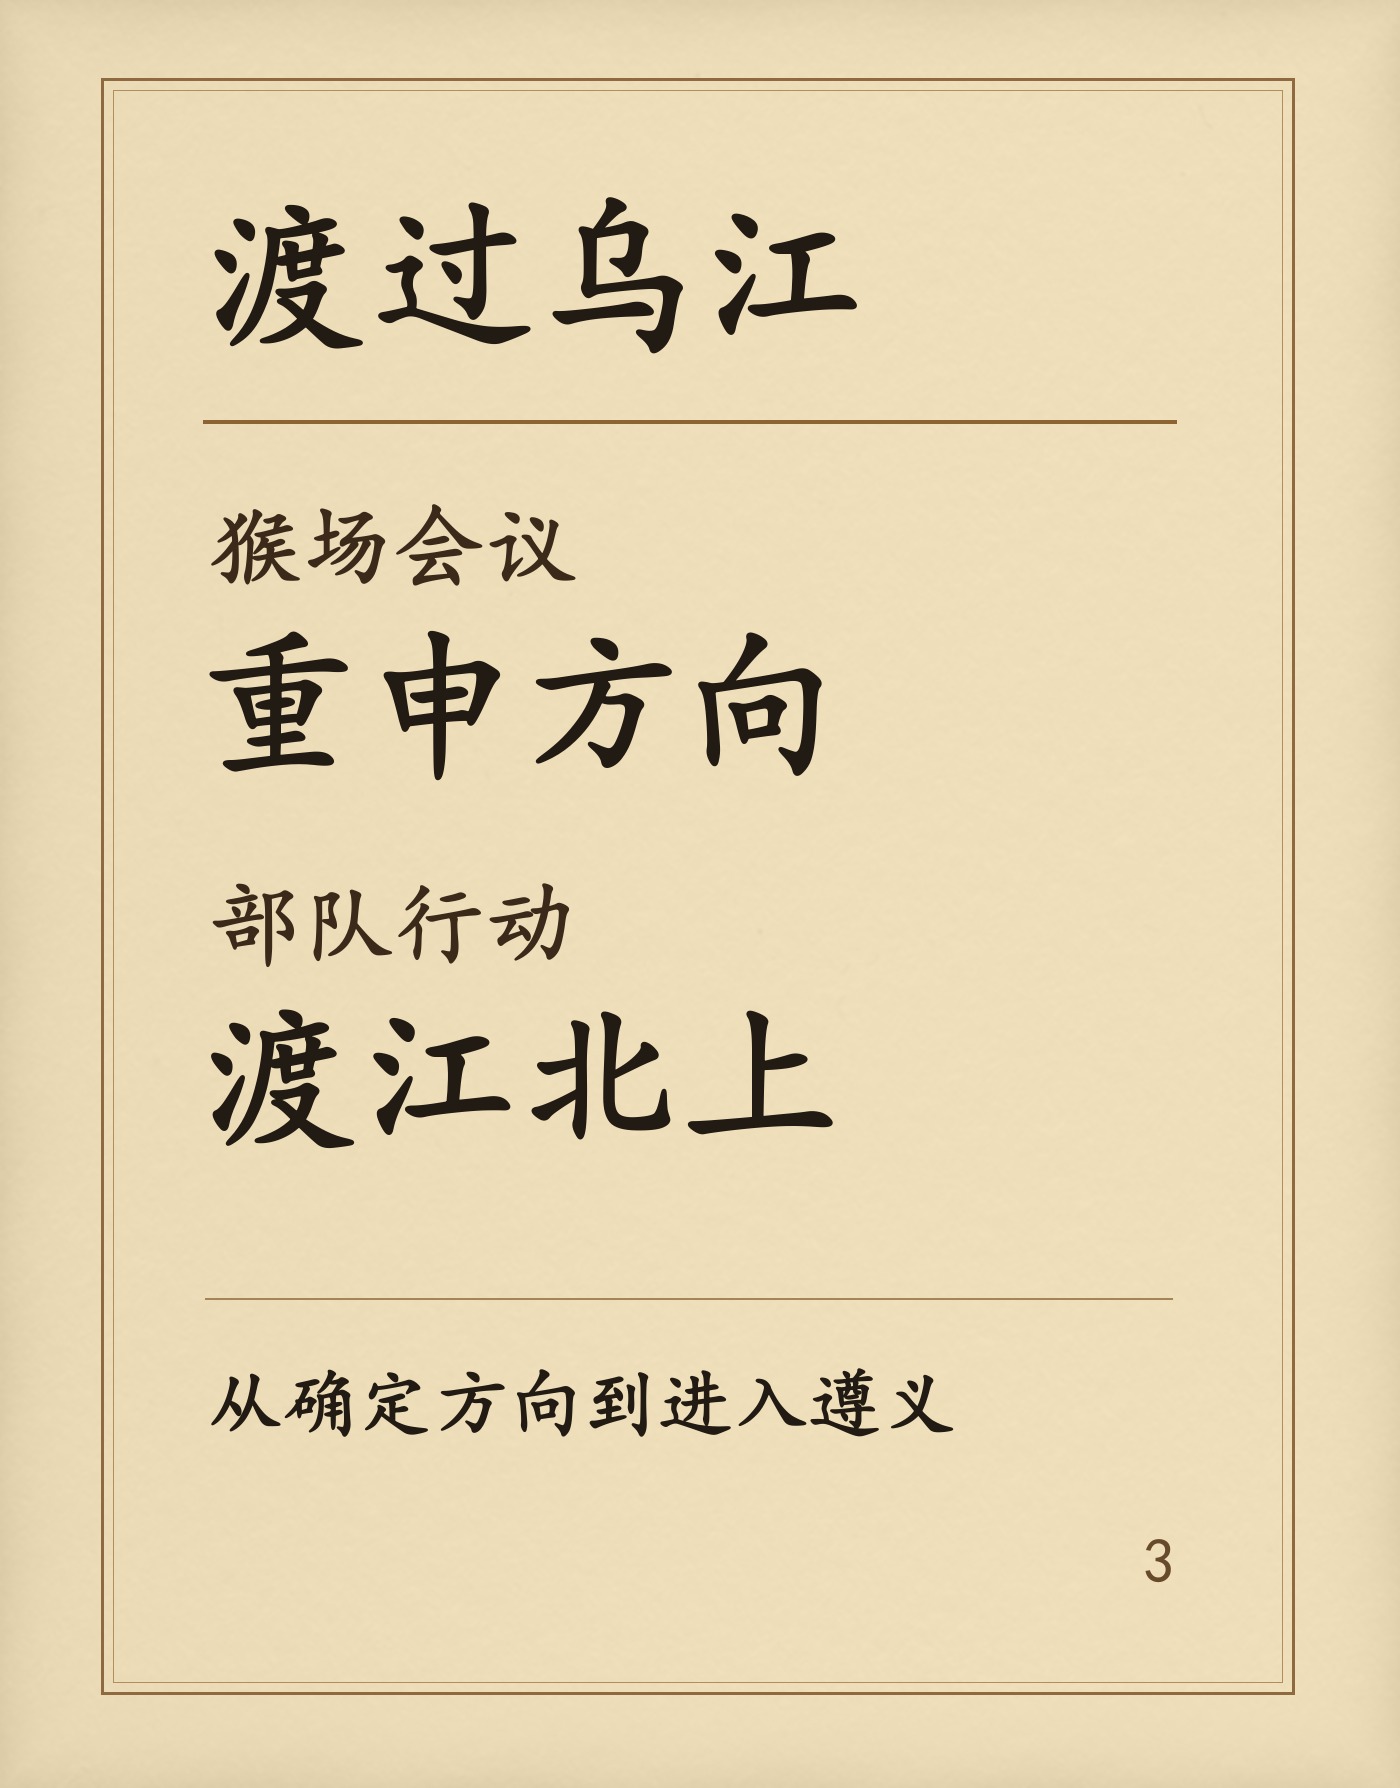 渡过乌江
猴场会议
重申方向
部队行动
渡江北上
从确定方向到进入遵义
3